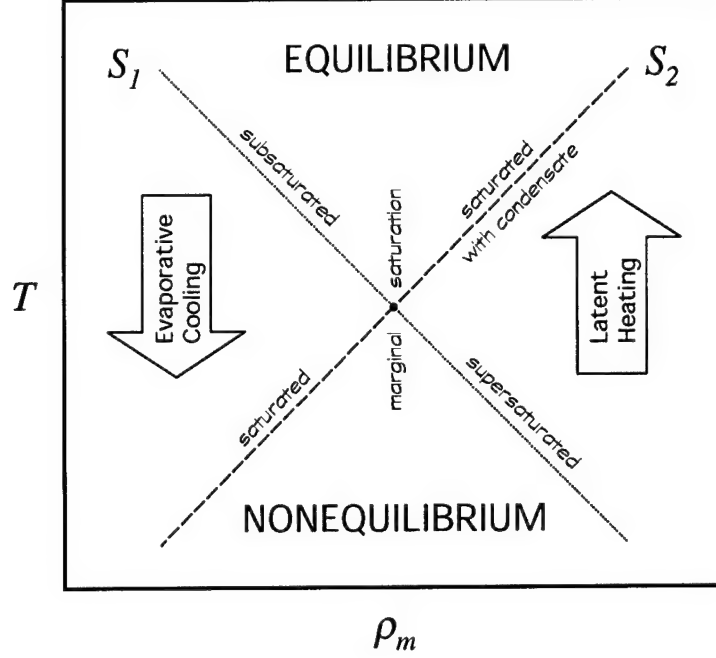 EQUILIBRIUM
S1
S2
subsaturated
saturated
with condensate
saturation
Evaporative
Cooling
Latent
Heating
T
marginal
saturated
supersaturated
NONEQUILIBRIUM
ρm